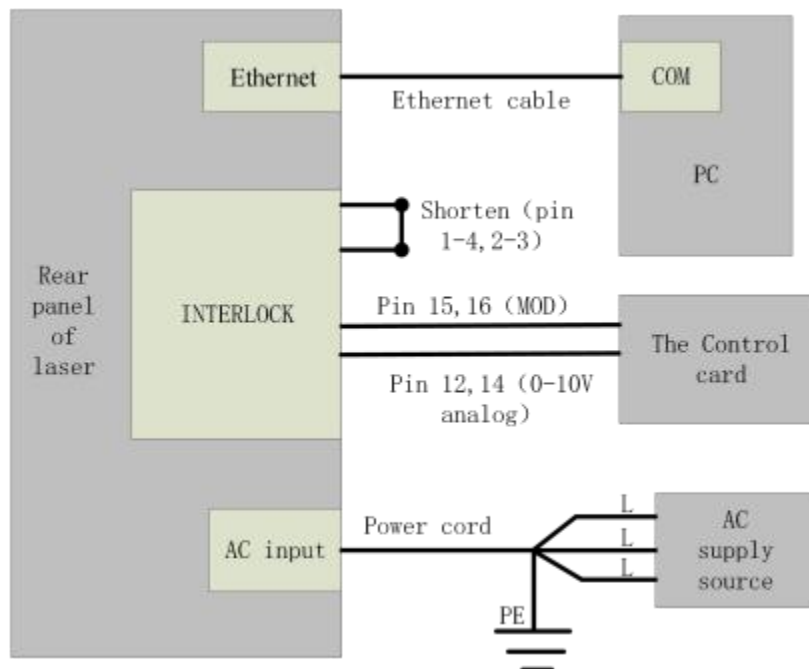 Ethernet
COM
Ethernet cable
PC
Shorten (pin
1-4,2-3)
Rear
panel
of
laser
INTERLOCK
Pin 15,16 (MOD)
The Control
card
Pin 12,14 (0-10V
analog)
AC input
Power cord
L
L
L
AC
supply
source
PE